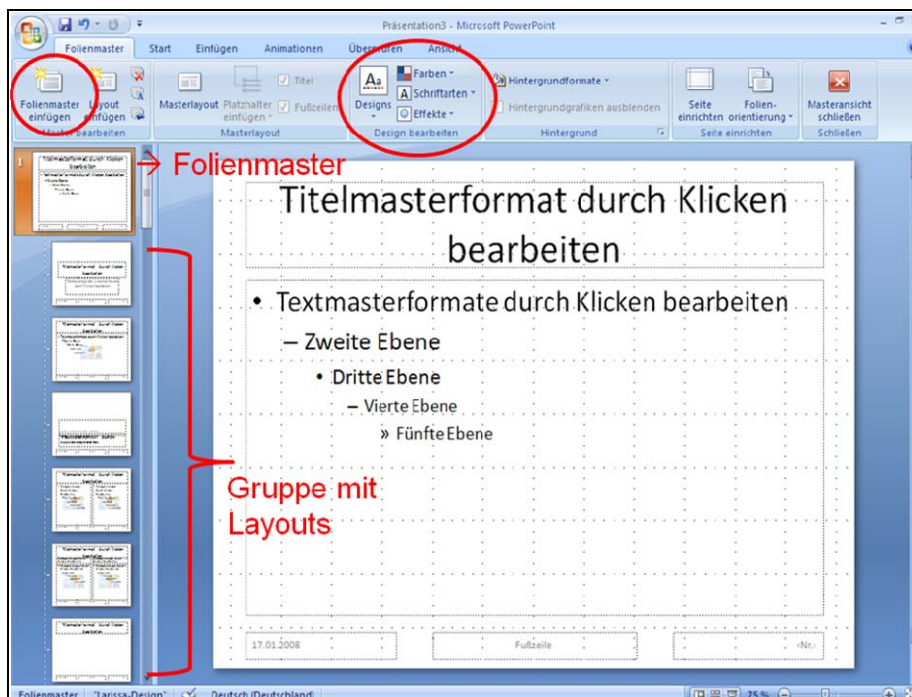 Präsentation3 - Microsoft PowerPoint
Folienmaster Start Einfügen Animationen Überprüfen Ansicht
Folienmaster einfügen
Layout einfügen
Master bearbeiten
Masterlayout
Platzhalter einfügen
Titel
Fußzeilen
Masterlayout
Designs
Farben
Schriftarten
Effekte
Design bearbeiten
Hintergrundformate
Hintergrundgrafiken ausblenden
Hintergrund
Seite einrichten
Folien-
orientierung
Seite einrichten
Masteransicht
schließen
Schließen
1
→ Folienmaster
Titelmasterformat durch Klicken
bearbeiten
• Textmasterformate durch Klicken bearbeiten
– Zweite Ebene
• Dritte Ebene
– Vierte Ebene
» Fünfte Ebene
Gruppe mit
Layouts
17.01.2008 Fußzeile ‹Nr.›
Folienmaster "Larissa-Design" Deutsch (Deutschland) 75 %